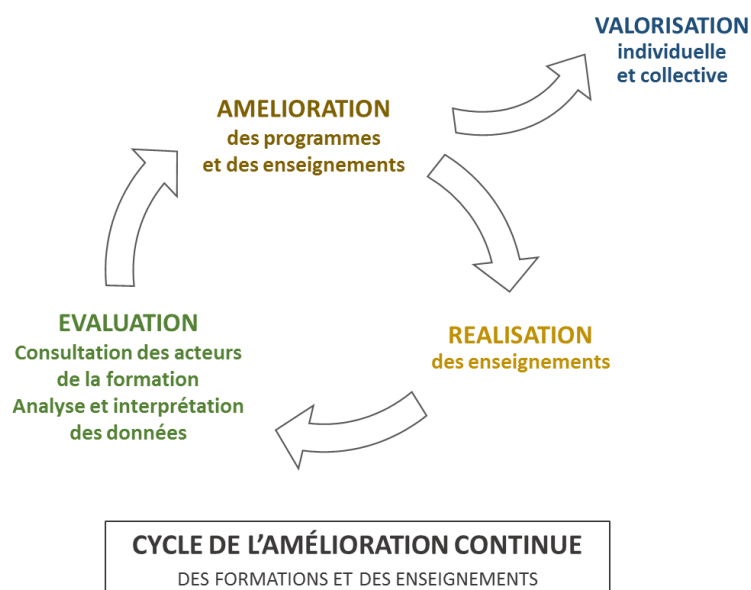 VALORISATION
individuelle
et collective
AMELIORATION
des programmes
et des enseignements
EVALUATION
Consultation des acteurs
de la formation
Analyse et interprétation
des données
REALISATION
des enseignements
CYCLE DE L’AMÉLIORATION CONTINUE
DES FORMATIONS ET DES ENSEIGNEMENTS